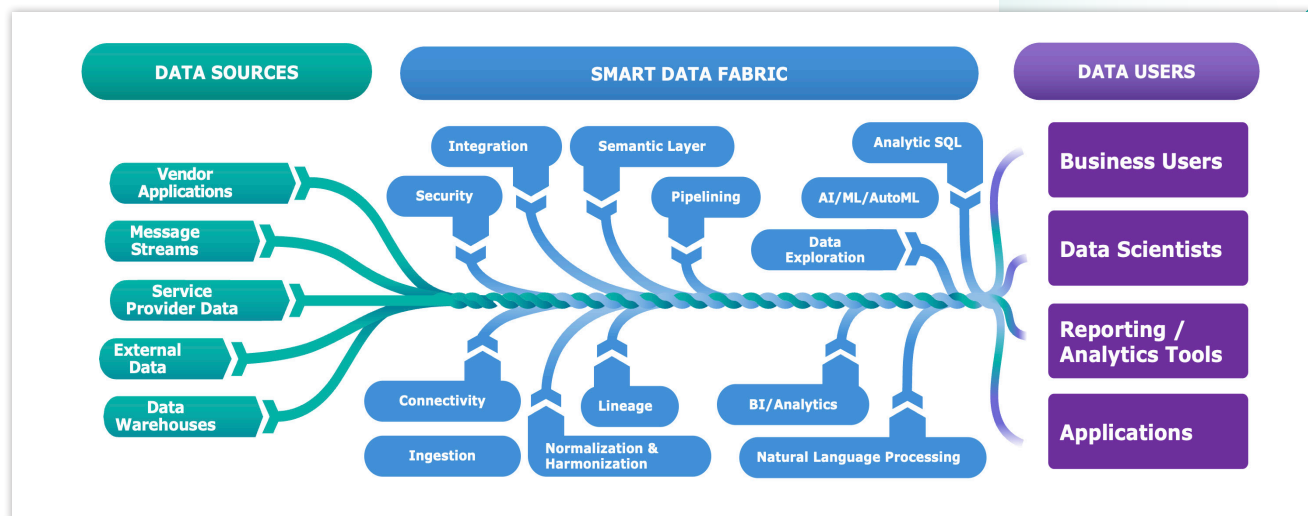 DATA SOURCES
SMART DATA FABRIC
DATA USERS
Vendor
Applications
Message
Streams
Service
Provider Data
External
Data
Data
Warehouses
Integration
Semantic Layer
Analytic SQL
Security
Pipelining
AI/ML/AutoML
Data
Exploration
Connectivity
Lineage
BI/Analytics
Ingestion
Normalization &
Harmonization
Natural Language Processing
Business Users
Data Scientists
Reporting /
Analytics Tools
Applications